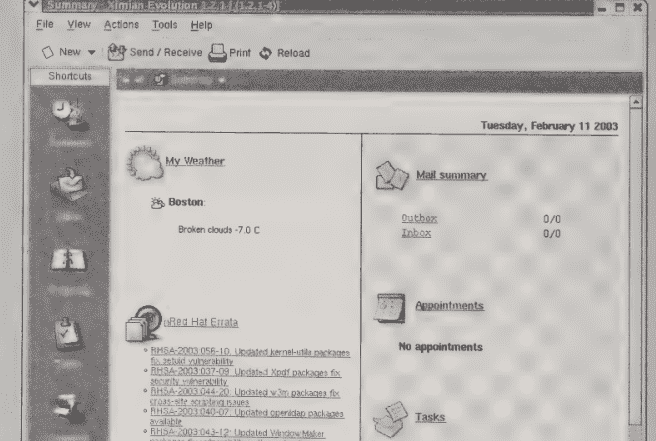 Summary - Ximian Evolution 1.2.1 [(1.2.1-4)]
File View Actions Tools Help
New Send / Receive Print Reload
Shortcuts
Tuesday, February 11 2003
My Weather
Boston:
Broken clouds -7.0 C
Red Hat Errata
RHSA-2003:056-10: Updated kernel-utils packages
fix setuid vulnerability
RHSA-2003:037-09: Updated Xpdf packages fix
security vulnerability
RHSA-2003:044-20: Updated w3m packages fix
cross-site scripting issues
RHSA-2003:040-07: Updated openldap packages
available
RHSA-2003:043-12: Updated WindowMaker
Mail summary
Outbox 0/0
Inbox 0/0
Appointments
No appointments
Tasks